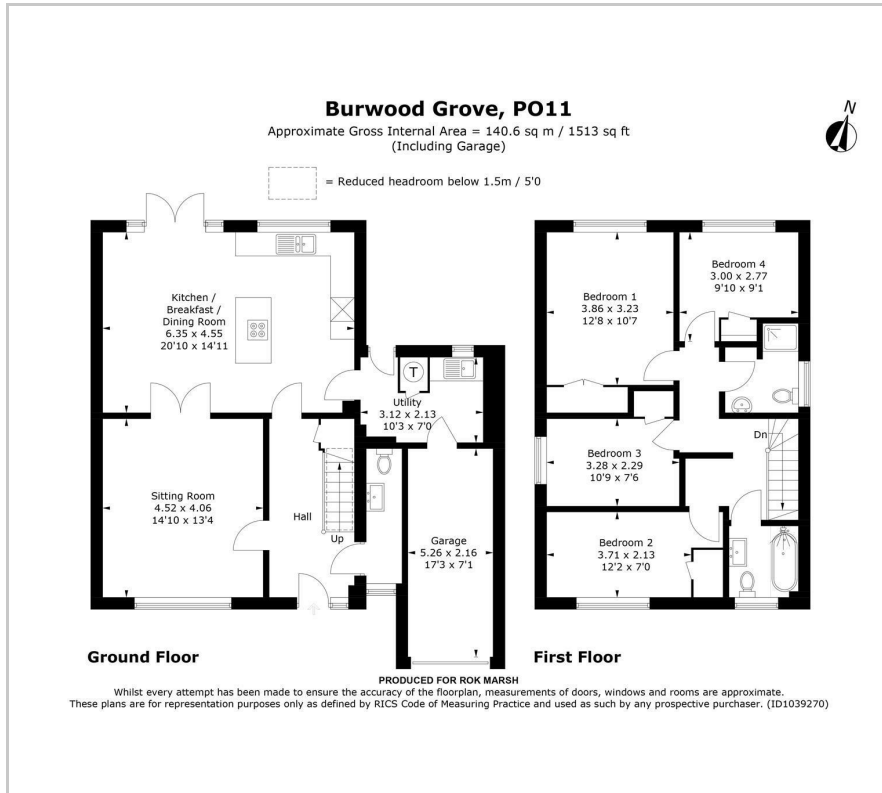 Burwood Grove, PO11
Approximate Gross Internal Area = 140.6 sq m / 1513 sq ft
(Including Garage)
N
= Reduced headroom below 1.5m / 5'0
Kitchen /
Breakfast /
Dining Room
6.35 x 4.55
20'10 x 14'11
T
Utility
3.12 x 2.13
10'3 x 7'0
Sitting Room
4.52 x 4.06
14'10 x 13'4
Hall
Up
Garage
5.26 x 2.16
17'3 x 7'1
Ground Floor
Bedroom 1
3.86 x 3.23
12'8 x 10'7
Bedroom 4
3.00 x 2.77
9'10 x 9'1
Bedroom 3
3.28 x 2.29
10'9 x 7'6
Dn
Bedroom 2
3.71 x 2.13
12'2 x 7'0
First Floor
PRODUCED FOR ROK MARSH
Whilst every attempt has been made to ensure the accuracy of the floorplan, measurements of doors, windows and rooms are approximate.
These plans are for representation purposes only as defined by RICS Code of Measuring Practice and used as such by any prospective purchaser. (ID1039270)